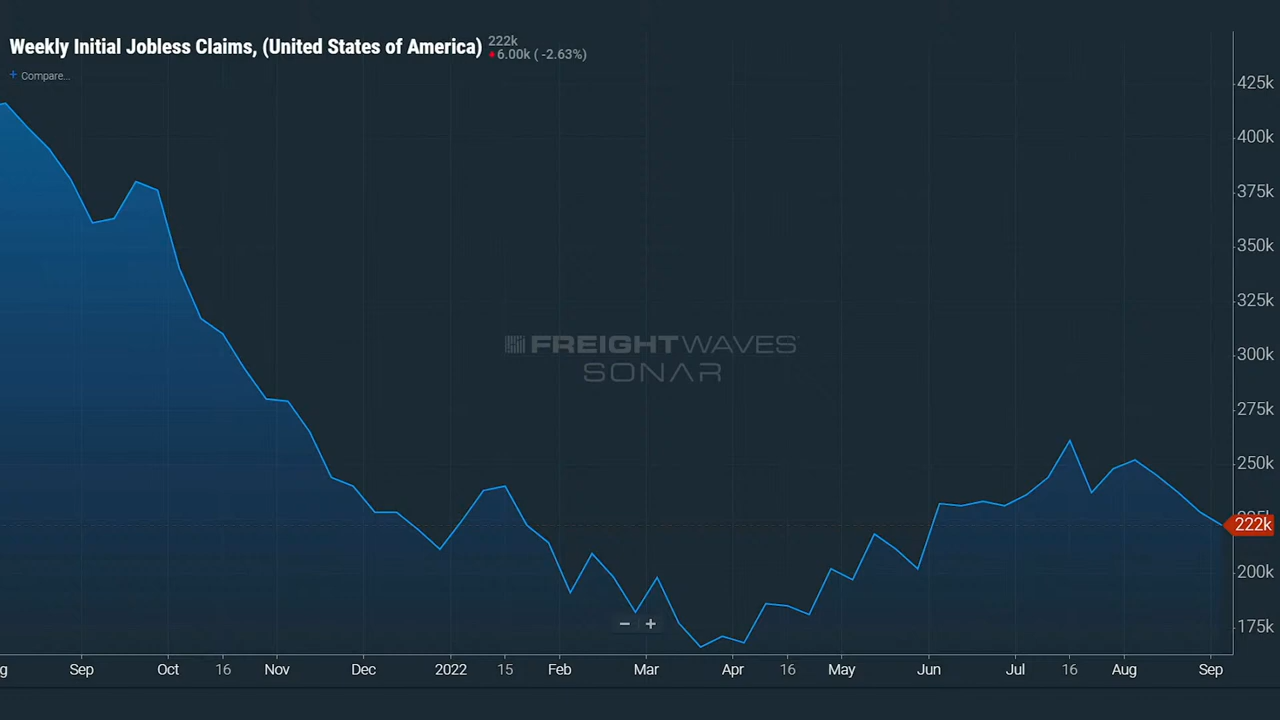 Weekly Initial Jobless Claims, (United States of America) 222k
6.00k ( -2.63%)
+ Compare...
425k
400k
375k
350k
325k
300k
275k
250k
222k
200k
175k
FREIGHTWAVES
SONAR
− +
Sep Oct 16 Nov Dec 2022 15 Feb Mar Apr 16 May Jun Jul 16 Aug Sep